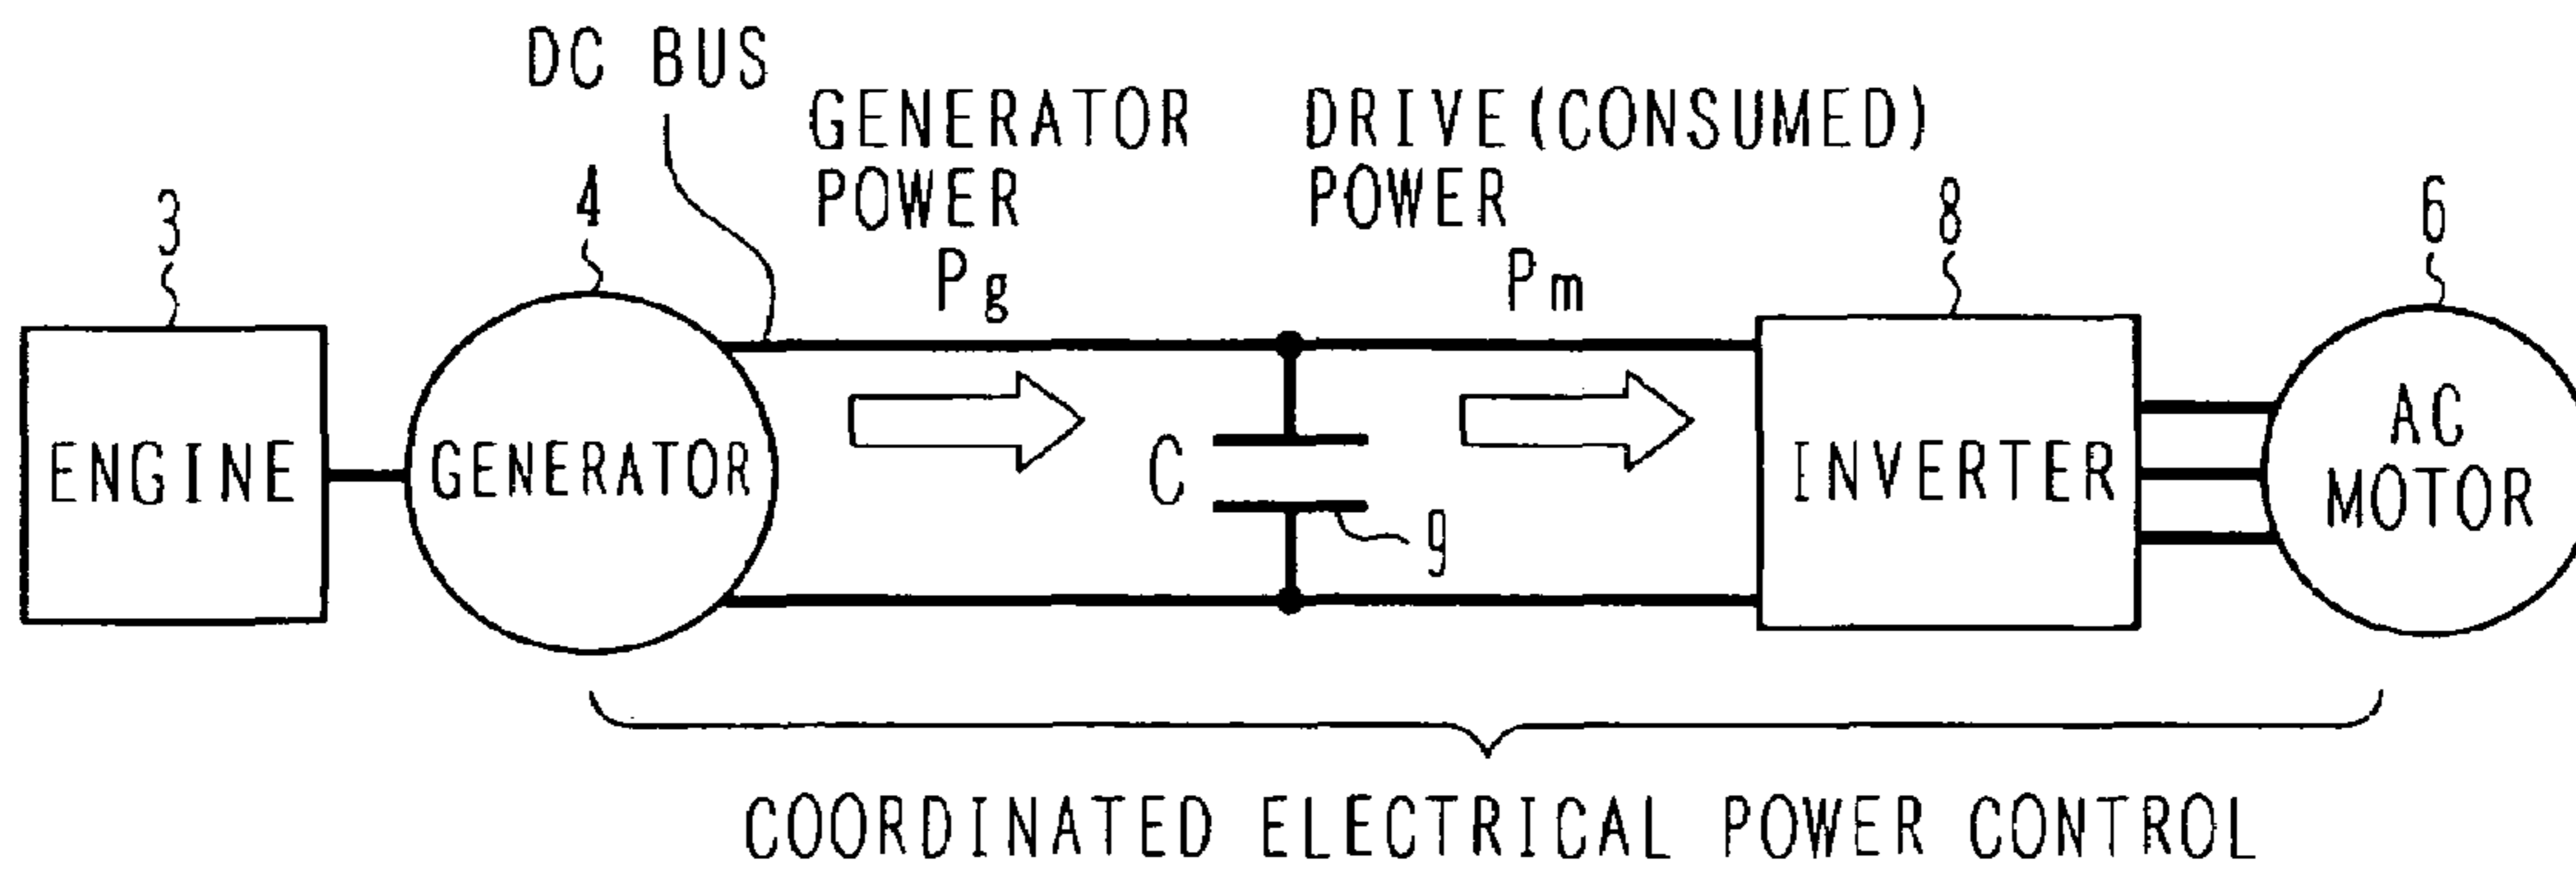 DC BUS
GENERATOR
POWER
Pg
DRIVE(CONSUMED)
POWER
Pm
3
4
8
6
ENGINE
GENERATOR
C
9
INVERTER
AC
MOTOR
COORDINATED ELECTRICAL POWER CONTROL